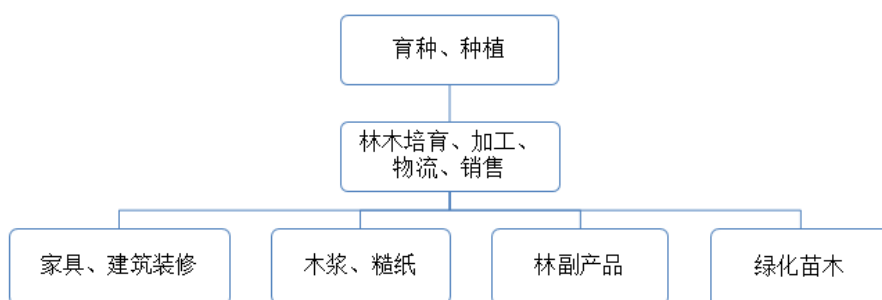 育种、种植
林木培育、加工、
物流、销售
家具、建筑装修
木浆、糙纸
林副产品
绿化苗木